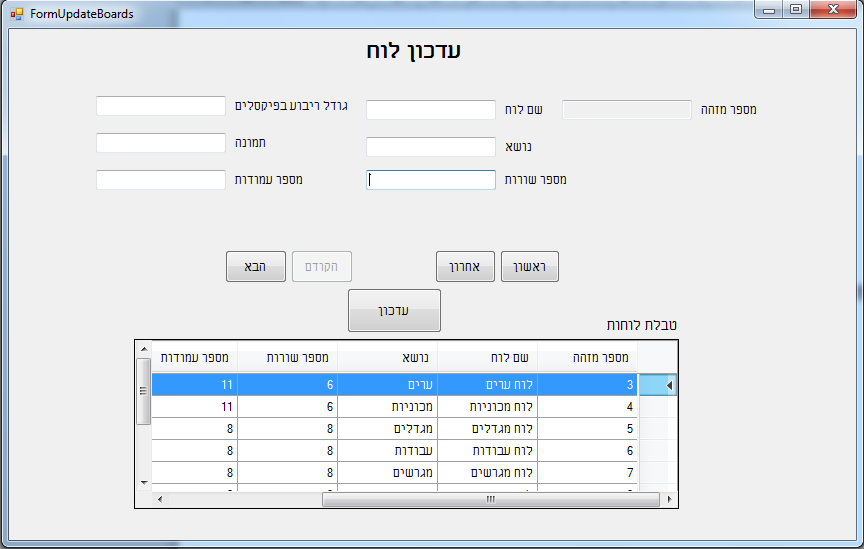 FormUpdateBoards
עדכון לוח
מספר מזהה שם לוח גודל ריבוע בפיקסלים
נושא תמונה
מספר שורות מספר עמודות
ראשון אחרון הקודם הבא
עדכון
טבלת לוחות
מספר מזהה שם לוח נושא מספר שורות מספר עמודות
3 לוח ערים ערים 6 11
4 לוח מכוניות מכוניות 6 11
5 לוח מגדלים מגדלים 8 8
6 לוח עבודות עבודות 8 8
7 לוח מגרשים מגרשים 8 8